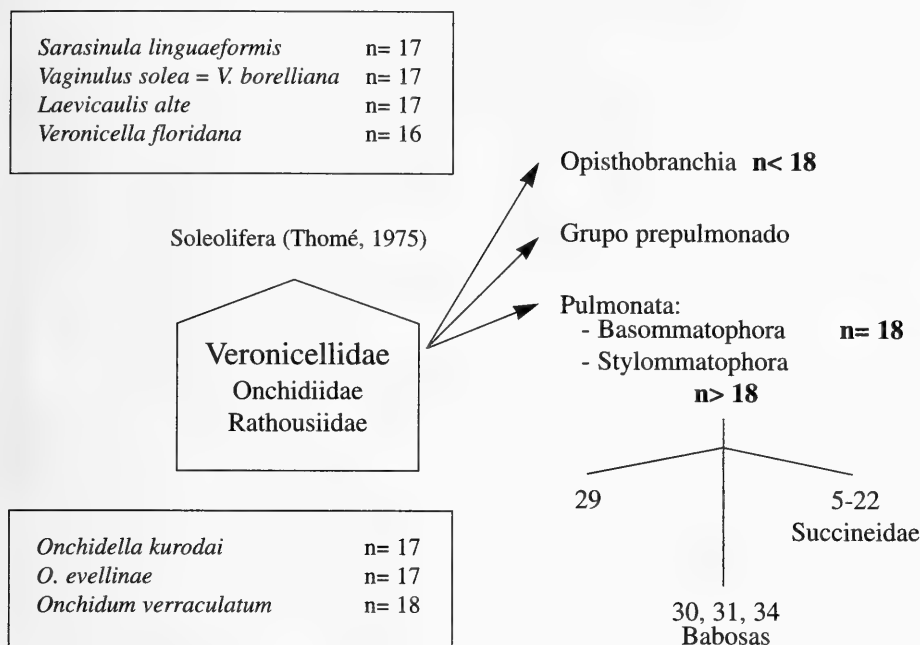 Sarasinula linguaeformis n= 17
Vaginulus solea = V. borelliana n= 17
Laevicaulis alte n= 17
Veronicella floridana n= 16
Soleolifera (Thomé, 1975)
Veronicellidae
Onchidiidae
Rathousiidae
Opisthobranchia n< 18
Grupo prepulmonado
Pulmonata:
- Basommatophora n= 18
- Stylommatophora
n> 18
29
5-22
Succineidae
30, 31, 34
Babosas
Onchidella kurodai n= 17
O. evellinae n= 17
Onchidum verraculatum n= 18